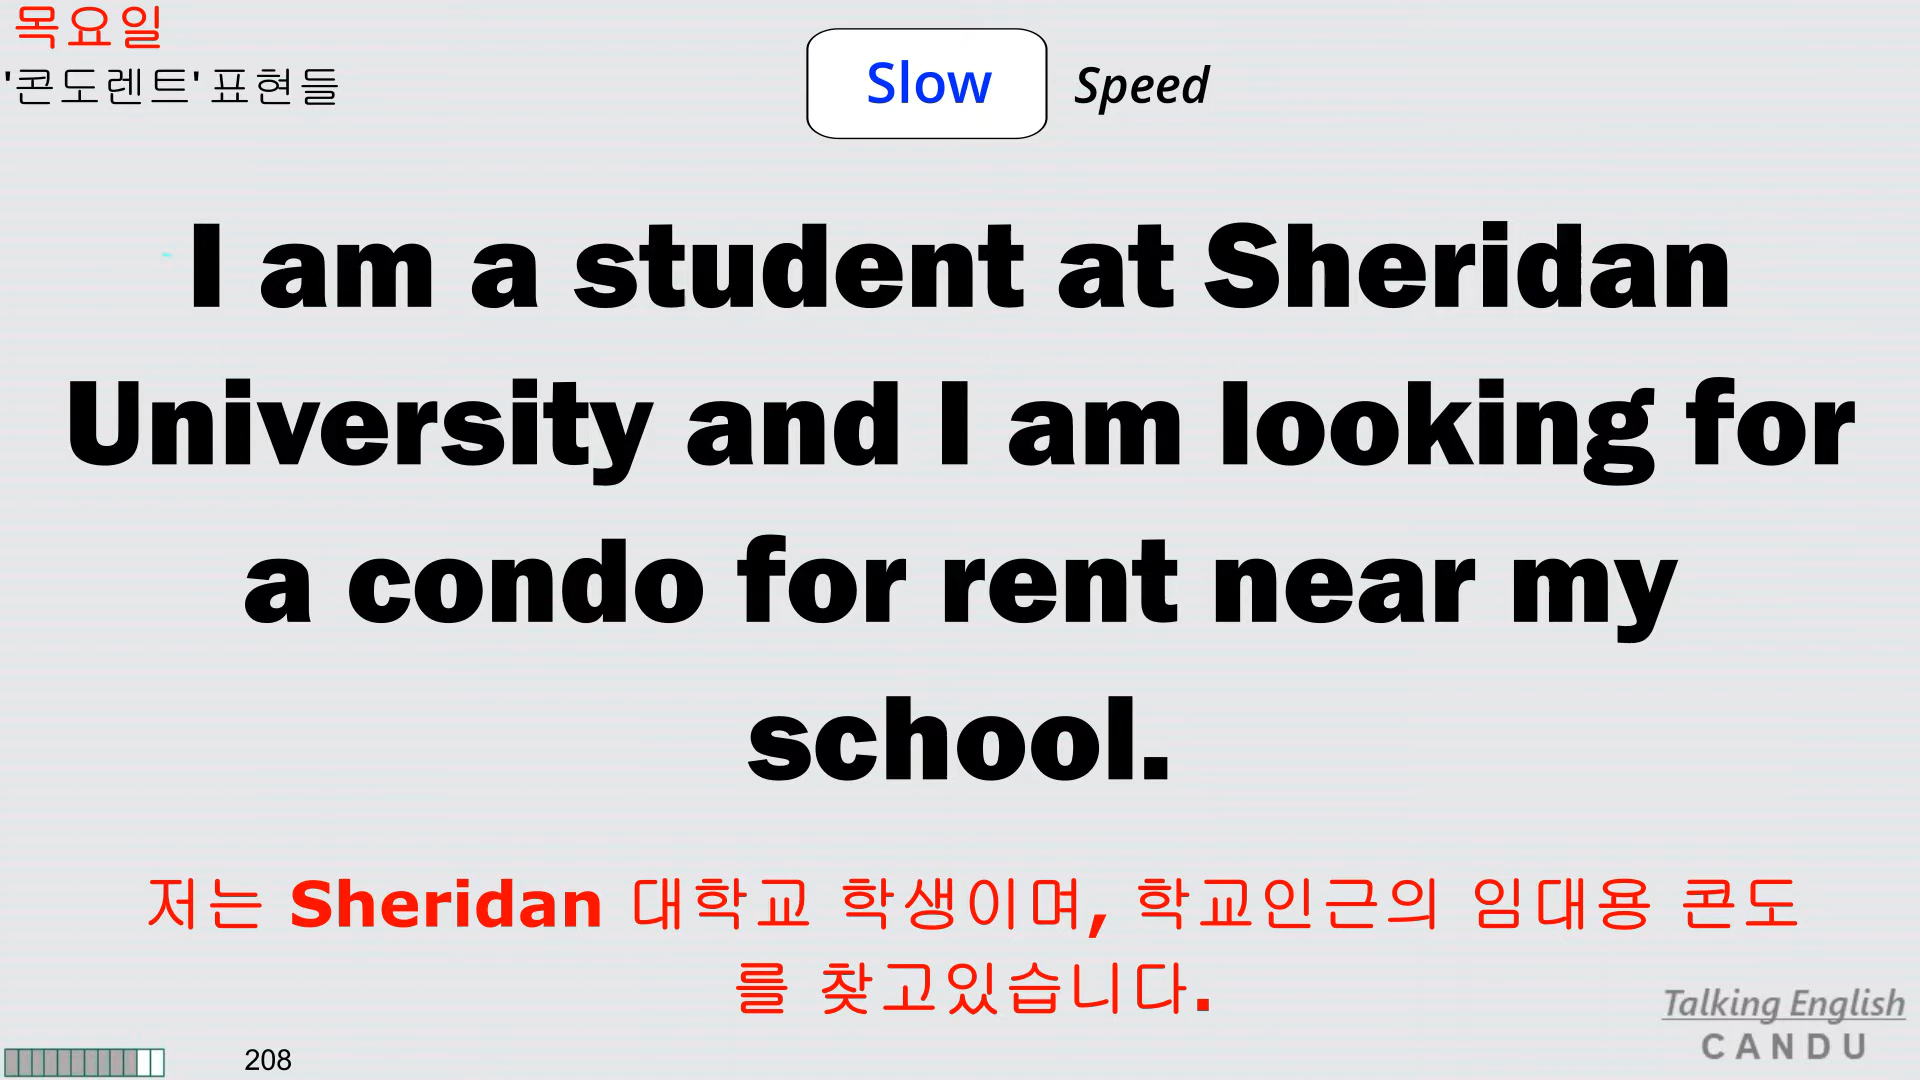 목요일
'콘도렌트' 표현들
Slow Speed
I am a student at Sheridan
University and I am looking for
a condo for rent near my
school.
저는 Sheridan 대학교 학생이며, 학교인근의 임대용 콘도
를 찾고있습니다.
Talking English
CANDU
208